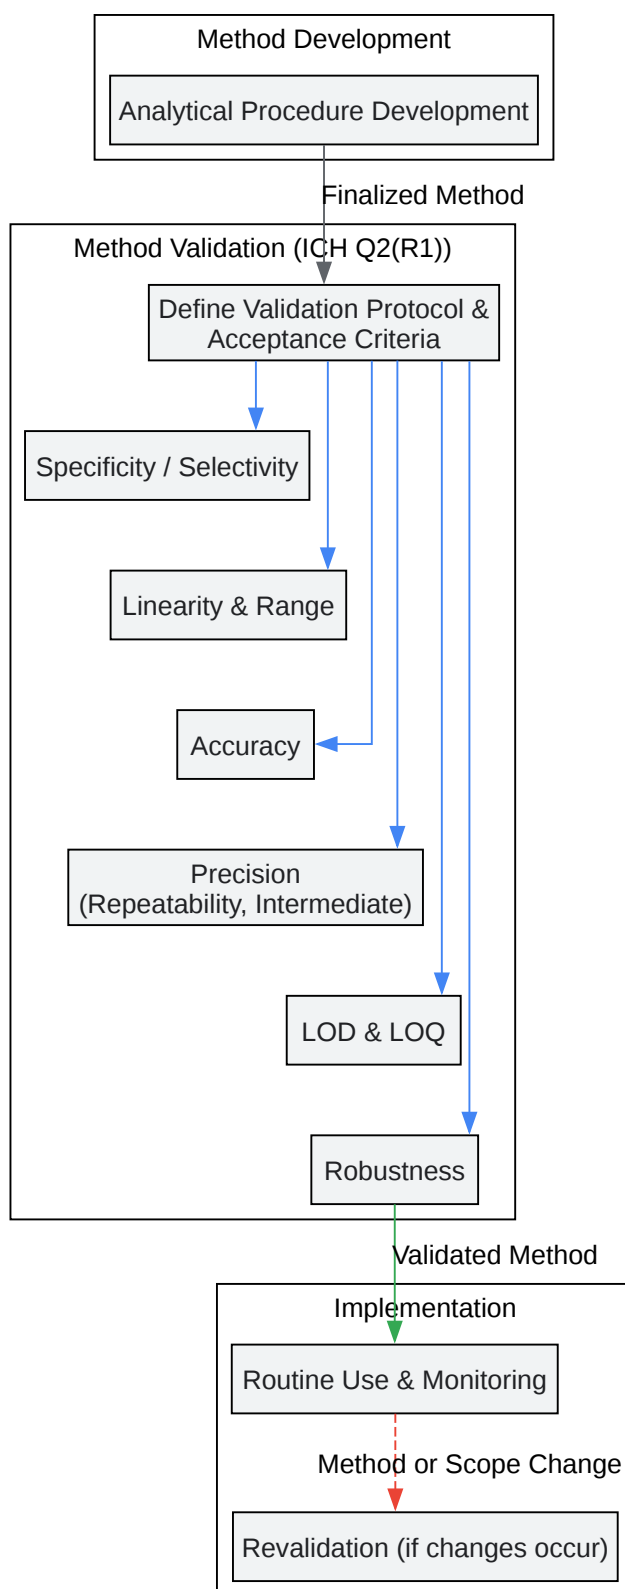 Method Development
Analytical Procedure Development
Finalized Method
Method Validation (ICH Q2(R1))
Define Validation Protocol &
Acceptance Criteria
Specificity / Selectivity
Linearity & Range
Accuracy
Precision
(Repeatability, Intermediate)
LOD & LOQ
Robustness
Validated Method
Implementation
Routine Use & Monitoring
Method or Scope Change
Revalidation (if changes occur)